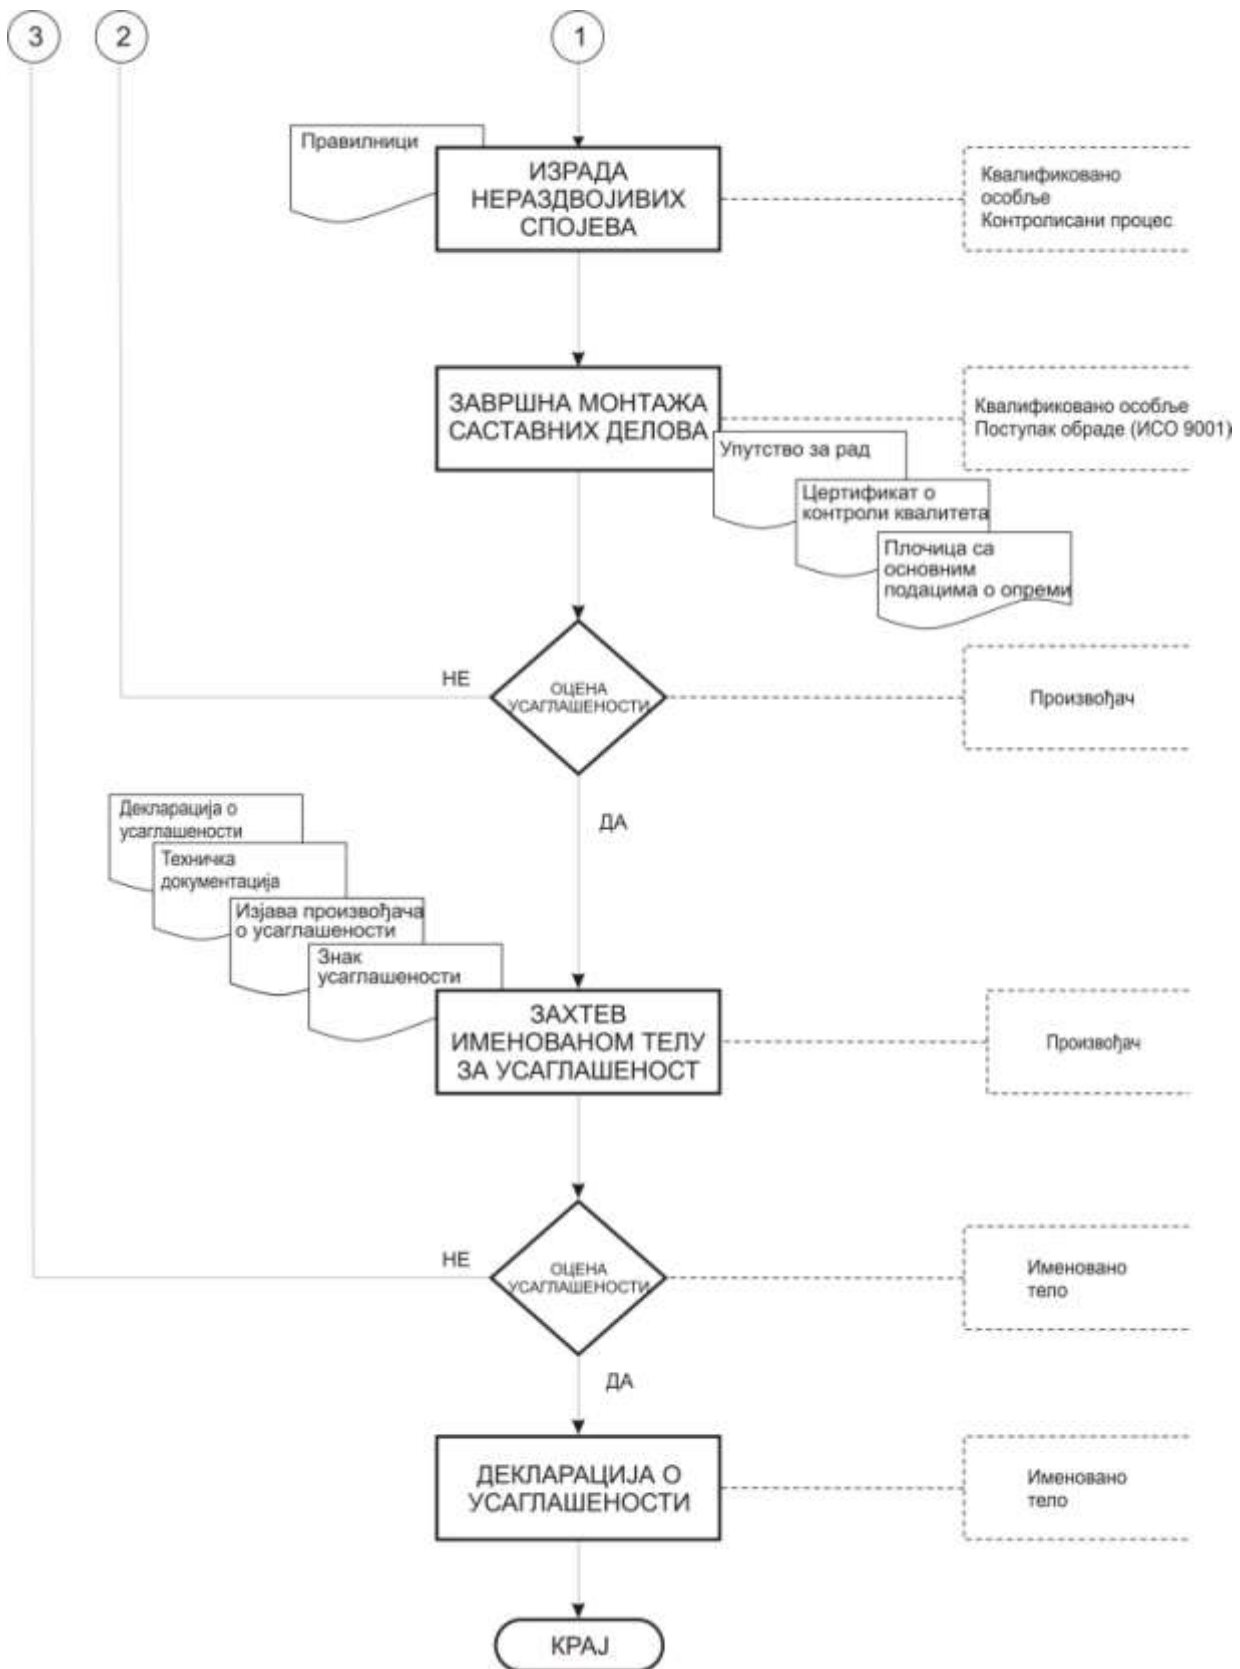 3
2
1
Правилници
ИЗРАДА
НЕРАЗДВОЈИВИХ
СПОЈЕВА
Квалификовано
особље
Контролисани процес
ЗАВРШНА МОНТАЖА
САСТАВНИХ ДЕЛОВА
Квалификовано особље
Поступак обраде (ИСО 9001)
Упутство за рад
Цертификат о
контроли квалитета
Плочица са
основним
подацима о опреми
НЕ
ОЦЕНА
УСАГЛАШЕНОСТИ
Произвођач
ДА
Декларација о
усаглашености
Техничка
документација
Изјава произвођача
о усаглашености
Знак
усаглашености
ЗАХТЕВ
ИМЕНОВАНОМ ТЕЛУ
ЗА УСАГЛАШЕНОСТ
Произвођач
НЕ
ОЦЕНА
УСАГЛАШЕНОСТИ
Именовано
тело
ДА
ДЕКЛАРАЦИЈА О
УСАГЛАШЕНОСТИ
Именовано
тело
КРАЈ